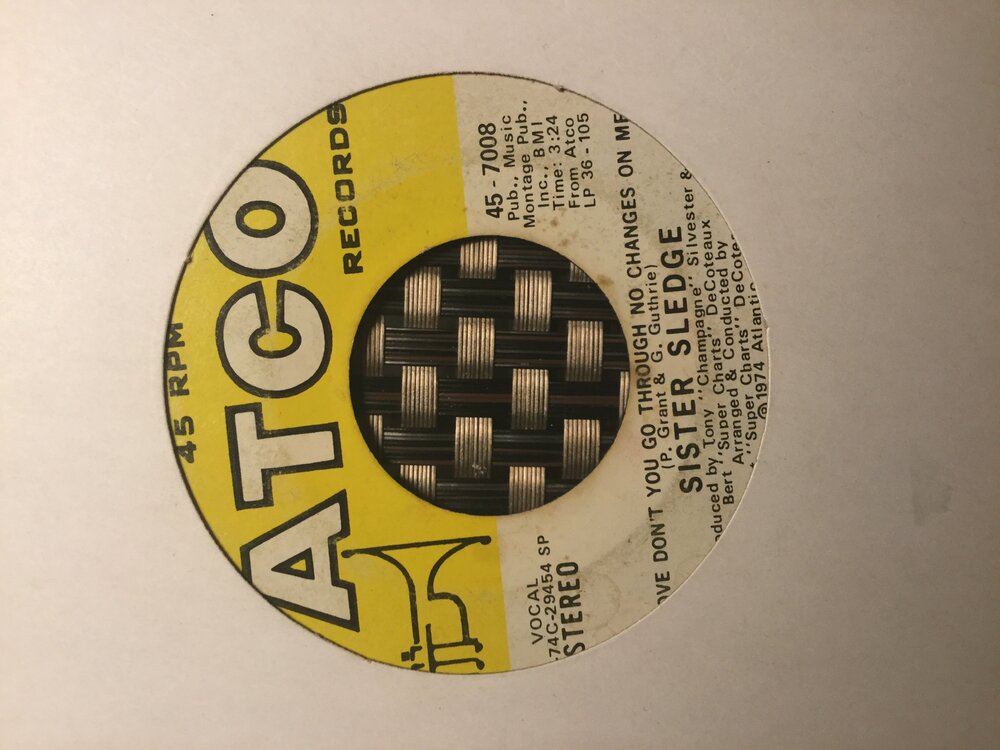 45 RPM
ATCO
RECORDS
45-7008
Pub., Music
Montage Pub.,
Inc., BMI
Time: 3:24
From Atco
LP 36-105
VOCAL
74C-29454 SP
STEREO
OVE DON'T YOU GO THROUGH NO CHANGES ON ME
(P. Grant & G. Guthrie)
SISTER SLEDGE
oduced by Tony "Champagne" Silvester &
Bert "Super Charts" DeCoteaux
Arranged & Conducted by
"Super Charts" DeCote
℗ 1974 Atlantic